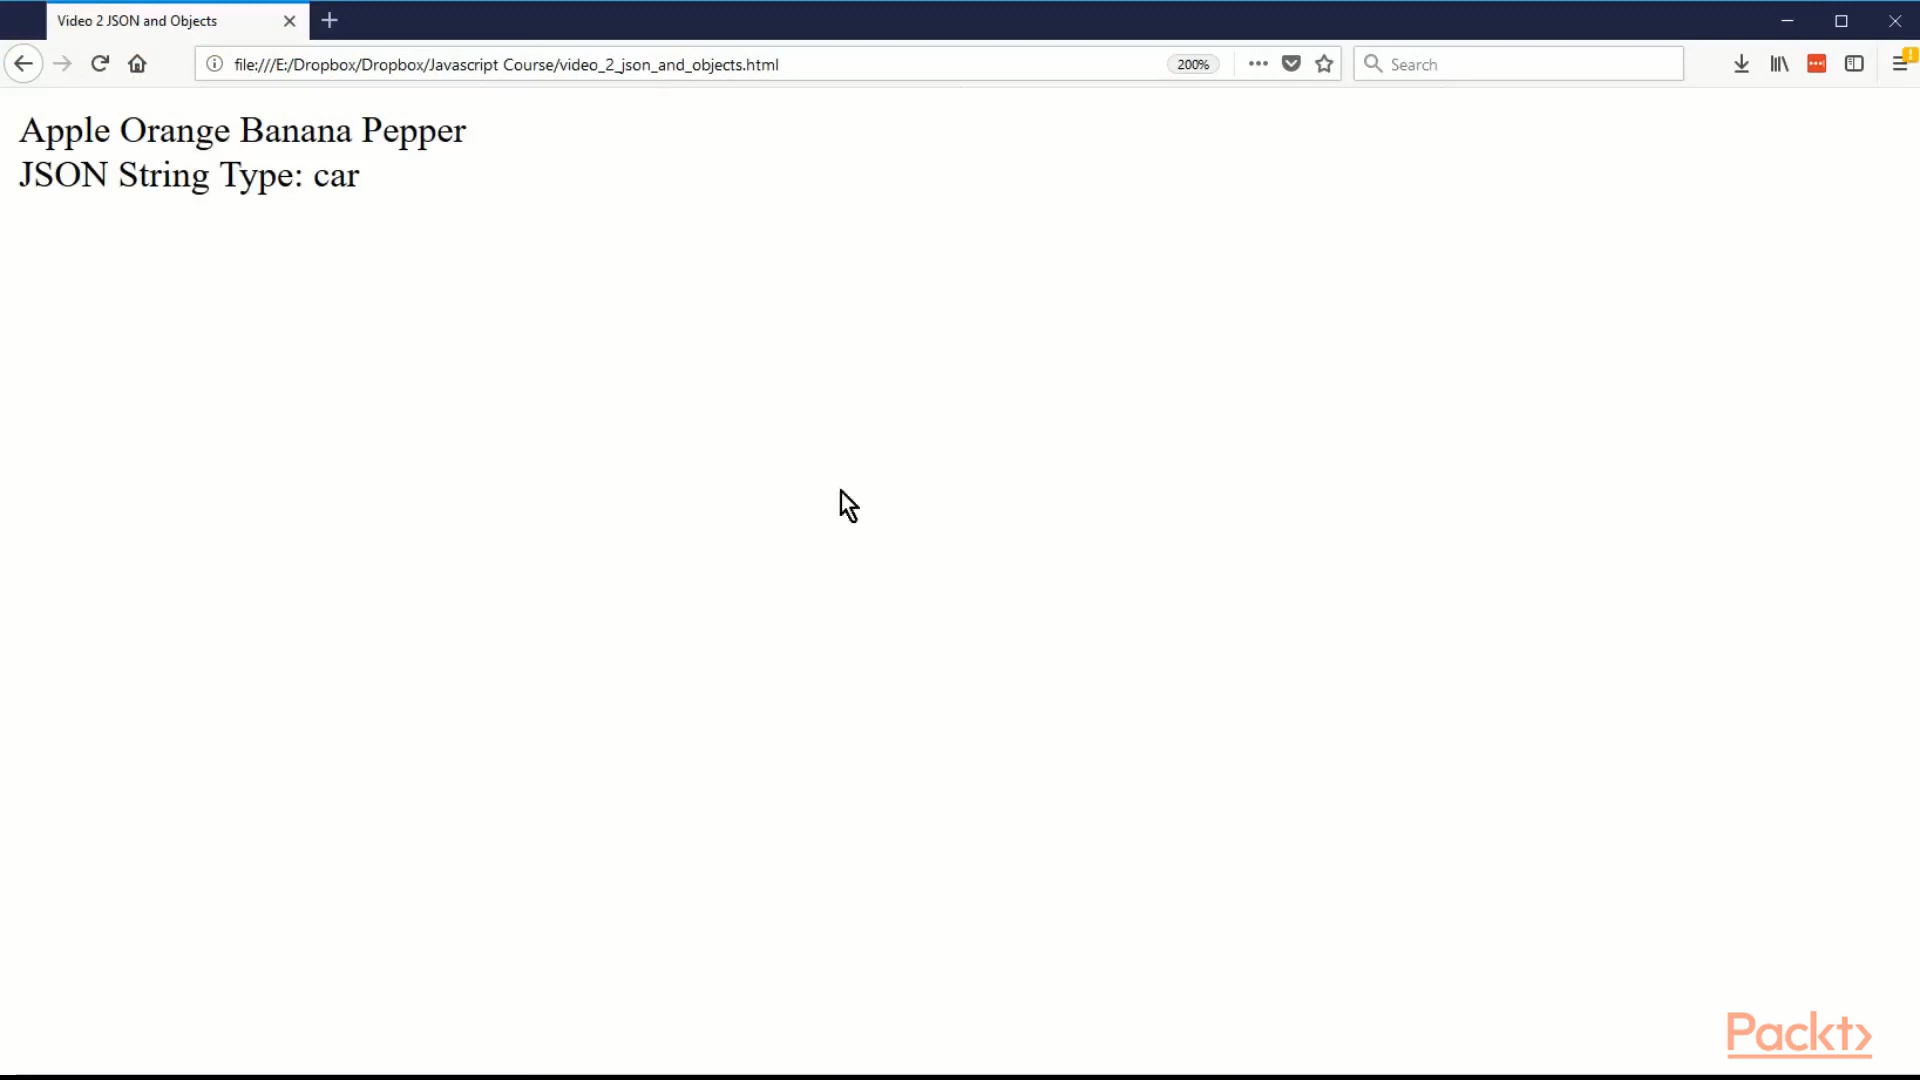 Video 2 JSON and Objects
file:///E:/Dropbox/Dropbox/Javascript Course/video_2_json_and_objects.html
200%
Search
Apple Orange Banana Pepper
JSON String Type: car
Packt>